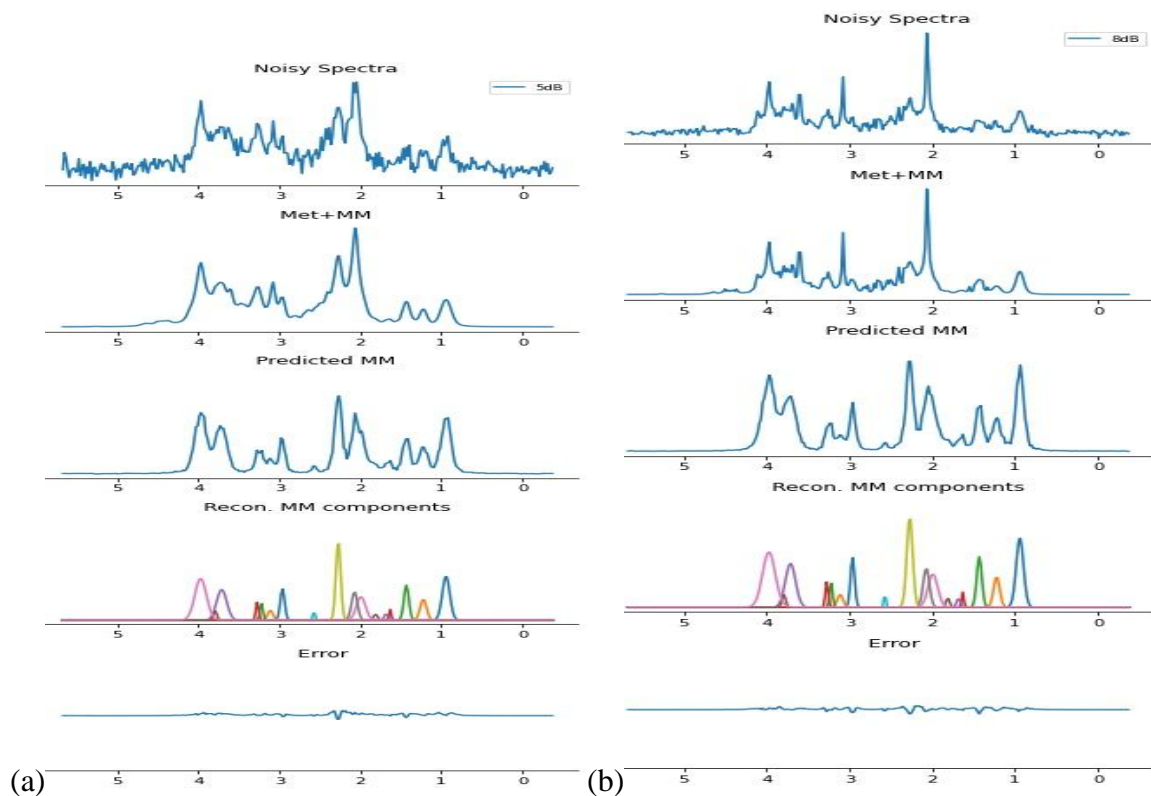 Noisy Spectra
5dB
5 4 3 2 1 0
Met+MM
5 4 3 2 1 0
Predicted MM
5 4 3 2 1 0
Recon. MM components
5 4 3 2 1 0
Error
5 4 3 2 1 0
(a)
Noisy Spectra
8dB
5 4 3 2 1 0
Met+MM
5 4 3 2 1 0
Predicted MM
5 4 3 2 1 0
Recon. MM components
5 4 3 2 1 0
Error
5 4 3 2 1 0
(b)